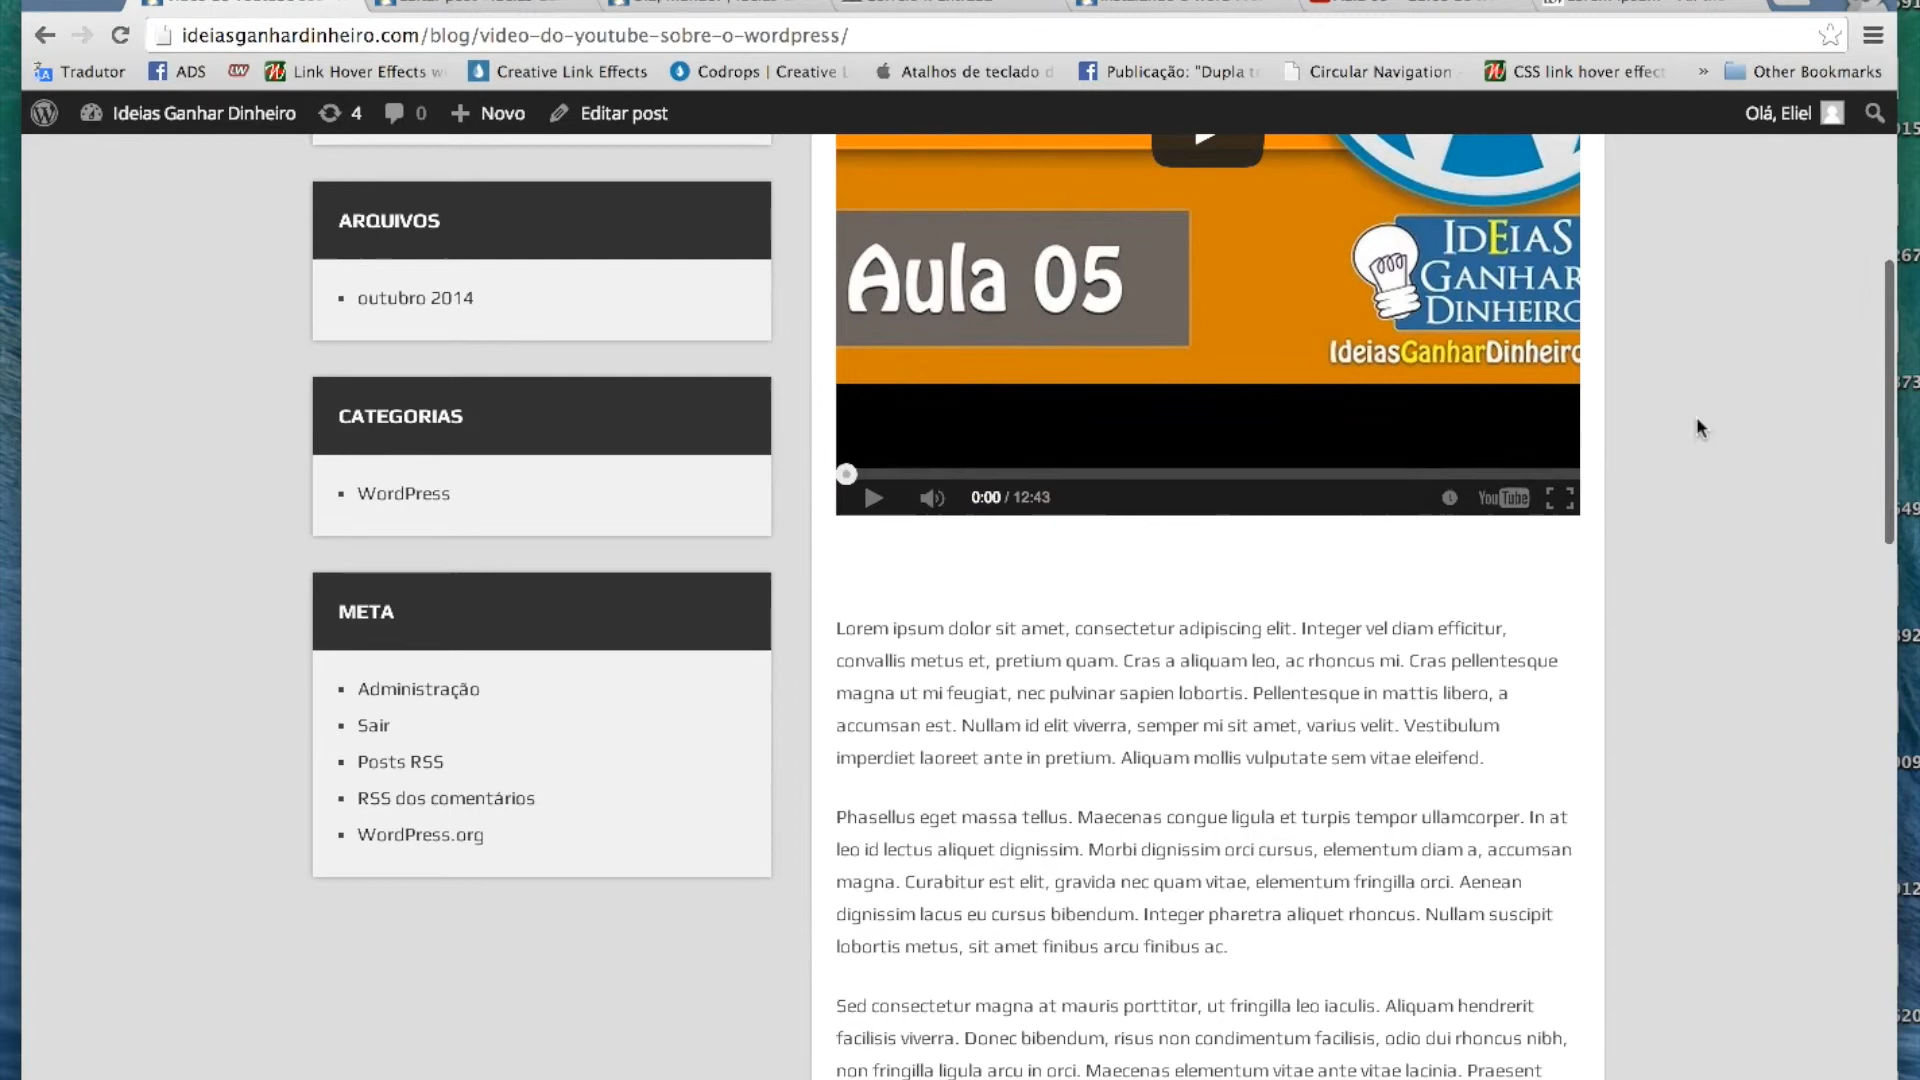 ideiasganhardinheiro.com/blog/video-do-youtube-sobre-o-wordpress/
Tradutor
ADS
Link Hover Effects w
Creative Link Effects
Codrops | Creative L
Atalhos de teclado d
Publicação: "Dupla t
Circular Navigation
CSS link hover effect
»
Other Bookmarks
Ideias Ganhar Dinheiro
4
0
Novo
Editar post
Olá, Eliel
ARQUIVOS
outubro 2014
CATEGORIAS
WordPress
META
Administração
Sair
Posts RSS
RSS dos comentários
WordPress.org
Aula 05
IDEIAS
GANHAR
DINHEIRO
IdeiasGanharDinheiro
0:00 / 12:43
YouTube
Lorem ipsum dolor sit amet, consectetur adipiscing elit. Integer vel diam efficitur,
convallis metus et, pretium quam. Cras a aliquam leo, ac rhoncus mi. Cras pellentesque
magna ut mi feugiat, nec pulvinar sapien lobortis. Pellentesque in mattis libero, a
accumsan est. Nullam id elit viverra, semper mi sit amet, varius velit. Vestibulum
imperdiet laoreet ante in pretium. Aliquam mollis vulputate sem vitae eleifend.
Phasellus eget massa tellus. Maecenas congue ligula et turpis tempor ullamcorper. In at
leo id lectus aliquet dignissim. Morbi dignissim orci cursus, elementum diam a, accumsan
magna. Curabitur est elit, gravida nec quam vitae, elementum fringilla orci. Aenean
dignissim lacus eu cursus bibendum. Integer pharetra aliquet rhoncus. Nullam suscipit
lobortis metus, sit amet finibus arcu finibus ac.
Sed consectetur magna at mauris porttitor, ut fringilla leo iaculis. Aliquam hendrerit
facilisis viverra. Donec bibendum, risus non condimentum facilisis, odio dui rhoncus nibh,
non fringilla ligula arcu in orci. Maecenas elementum vitae ante vitae lacinia. Praesent